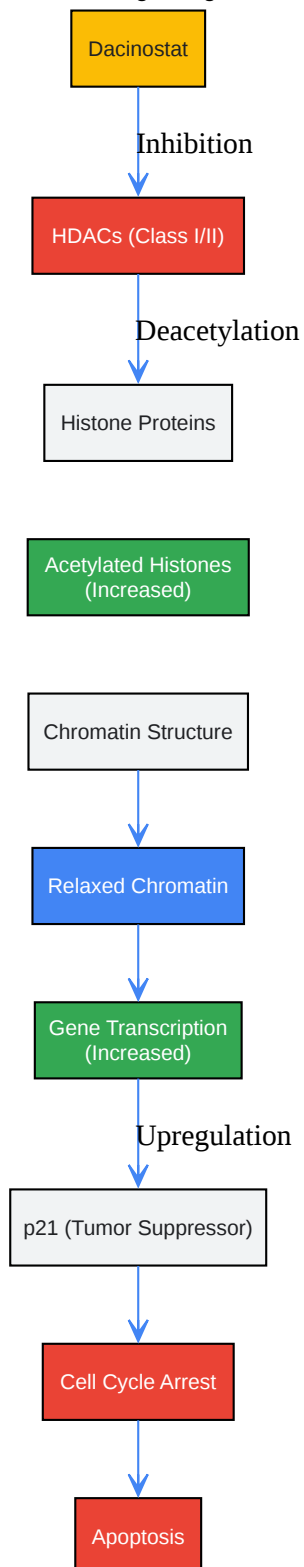 Dacinostat
Inhibition
HDACs (Class I/II)
Deacetylation
Histone Proteins
Acetylated Histones
(Increased)
Chromatin Structure
Relaxed Chromatin
Gene Transcription
(Increased)
Upregulation
p21 (Tumor Suppressor)
Cell Cycle Arrest
Apoptosis